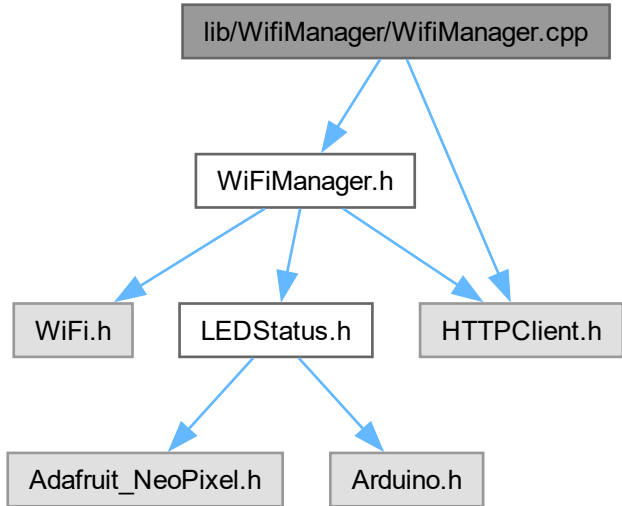 lib/WifiManager/WifiManager.cpp
WiFiManager.h
WiFi.h
LEDStatus.h
HTTPClient.h
Adafruit_NeoPixel.h
Arduino.h